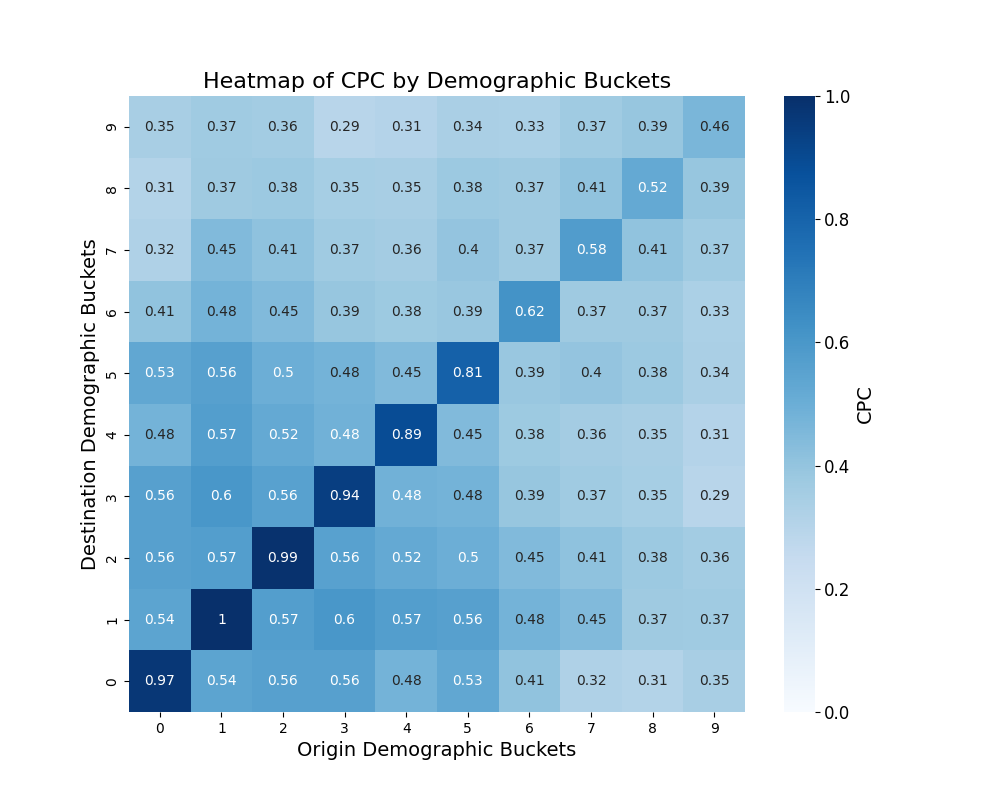 Heatmap of CPC by Demographic Buckets
9 0.35 0.37 0.36 0.29 0.31 0.34 0.33 0.37 0.39 0.46
8 0.31 0.37 0.38 0.35 0.35 0.38 0.37 0.41 0.52 0.39
7 0.32 0.45 0.41 0.37 0.36 0.4 0.37 0.58 0.41 0.37
6 0.41 0.48 0.45 0.39 0.38 0.39 0.62 0.37 0.37 0.33
5 0.53 0.56 0.5 0.48 0.45 0.81 0.39 0.4 0.38 0.34
4 0.48 0.57 0.52 0.48 0.89 0.45 0.38 0.36 0.35 0.31
3 0.56 0.6 0.56 0.94 0.48 0.48 0.39 0.37 0.35 0.29
2 0.56 0.57 0.99 0.56 0.52 0.5 0.45 0.41 0.38 0.36
1 0.54 1 0.57 0.6 0.57 0.56 0.48 0.45 0.37 0.37
0 0.97 0.54 0.56 0.56 0.48 0.53 0.41 0.32 0.31 0.35
0 1 2 3 4 5 6 7 8 9
Origin Demographic Buckets
Destination Demographic Buckets
1.0
0.8
0.6
0.4
0.2
0.0
CPC